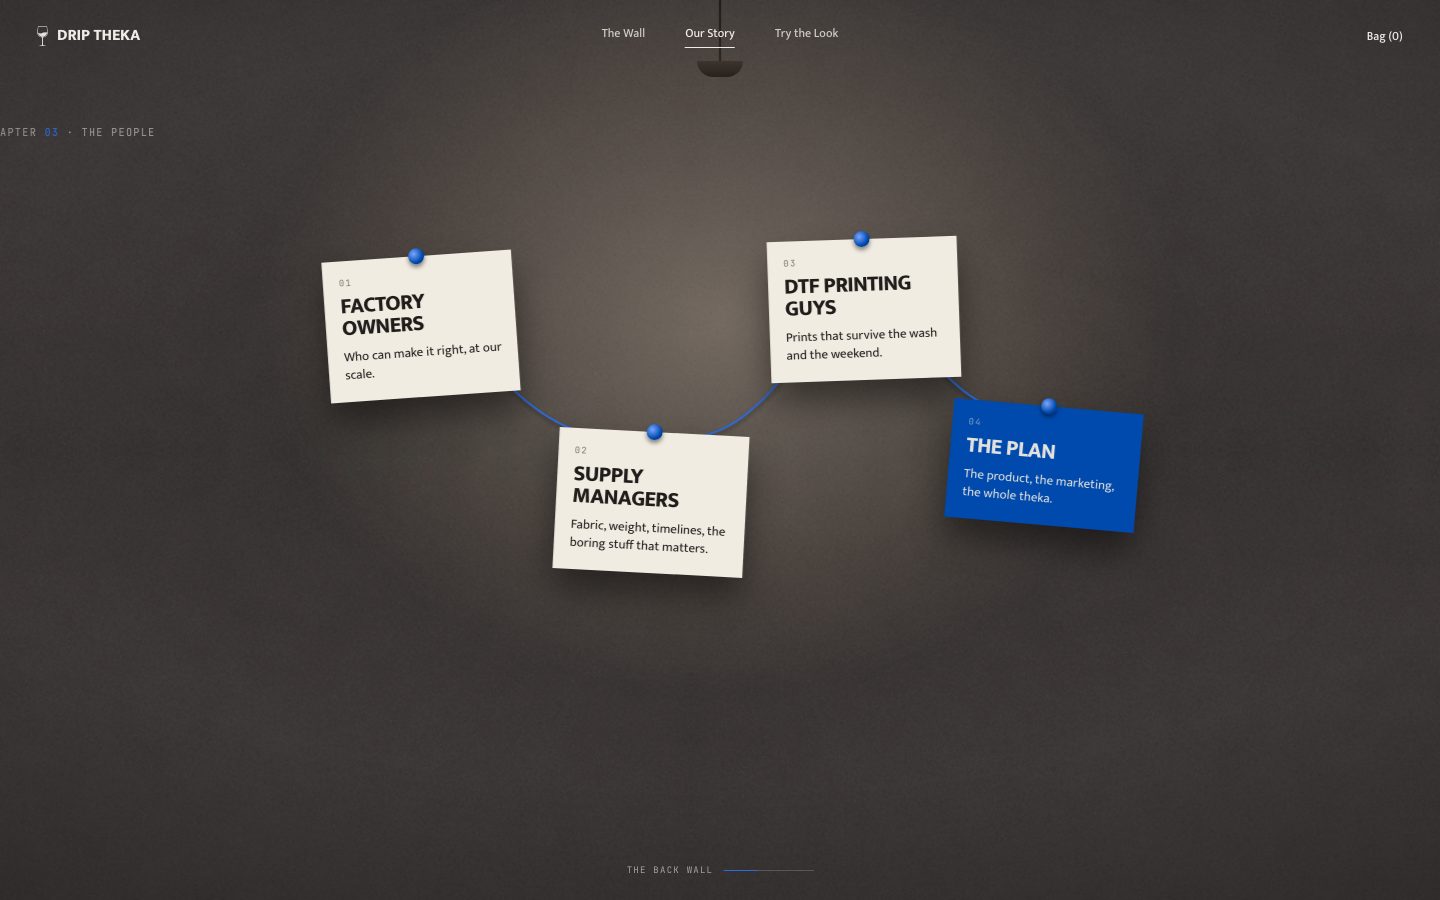 DRIP THEKA
The Wall
Our Story
Try the Look
Bag (0)
APTER 03 · THE PEOPLE
01
FACTORY
OWNERS
Who can make it right, at our
scale.
02
SUPPLY
MANAGERS
Fabric, weight, timelines, the
boring stuff that matters.
03
DTF PRINTING
GUYS
Prints that survive the wash
and the weekend.
04
THE PLAN
The product, the marketing,
the whole theka.
THE BACK WALL